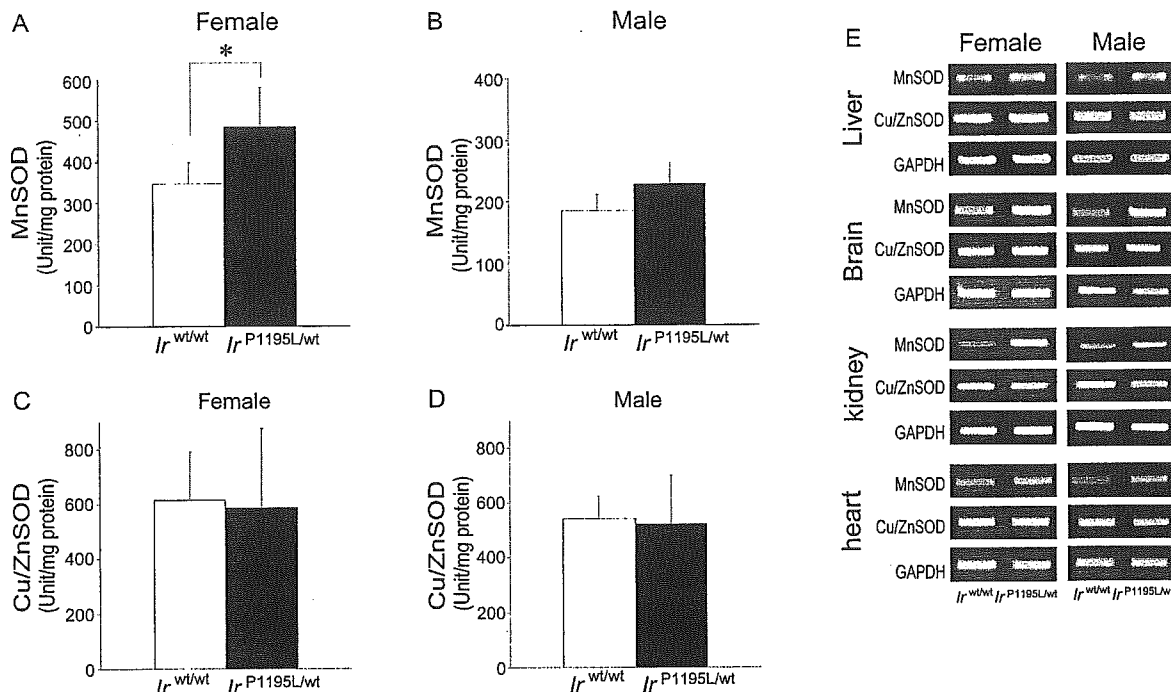 A
Female
*
MnSOD
(Unit/mg protein)
600
500
400
300
200
100
0
Ir wt/wt Ir P1195L/wt
B
Male
MnSOD
(Unit/mg protein)
400
300
200
100
0
Ir wt/wt Ir P1195L/wt
C
Female
Cu/ZnSOD
(Unit/mg protein)
800
600
400
200
0
Ir wt/wt Ir P1195L/wt
D
Male
Cu/ZnSOD
(Unit/mg protein)
800
600
400
200
0
Ir wt/wt Ir P1195L/wt
E
Female Male
Liver
MnSOD
Cu/ZnSOD
GAPDH
Brain
MnSOD
Cu/ZnSOD
GAPDH
kidney
MnSOD
Cu/ZnSOD
GAPDH
heart
MnSOD
Cu/ZnSOD
GAPDH
Ir wt/wt Ir P1195L/wt Ir wt/wt Ir P1195L/w